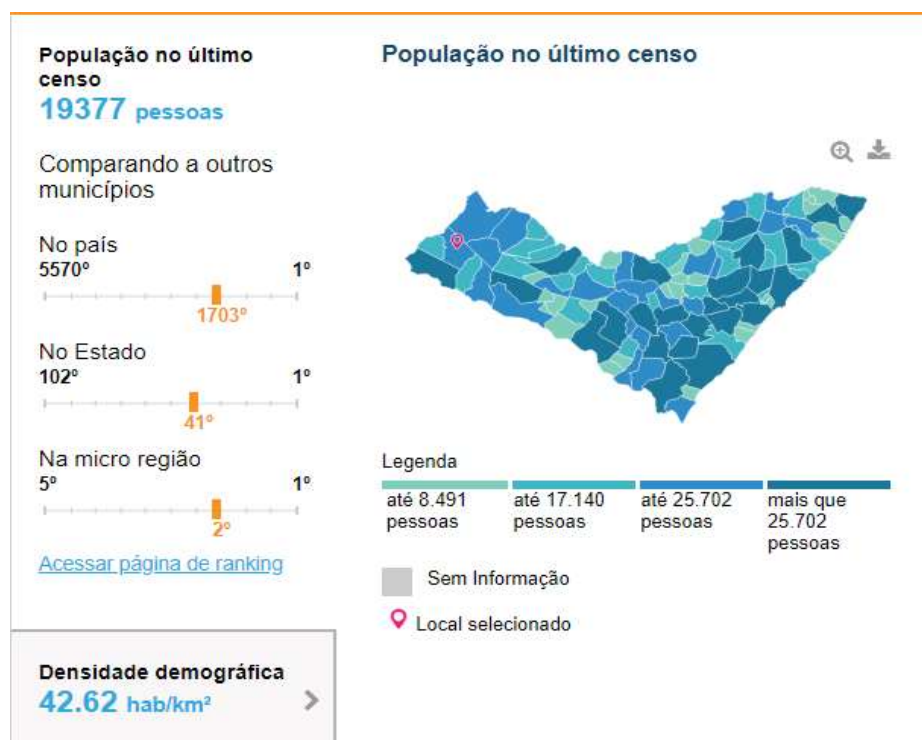 População no último
censo
19377 pessoas
Comparando a outros
municípios
No país
5570º 1º
1703º
No Estado
102º 1º
41º
Na micro região
5º 1º
2º
Acessar página de ranking
Densidade demográfica
42.62 hab/km²
População no último censo
Legenda
até 8.491
pessoas
até 17.140
pessoas
até 25.702
pessoas
mais que
25.702
pessoas
Sem Informação
Local selecionado